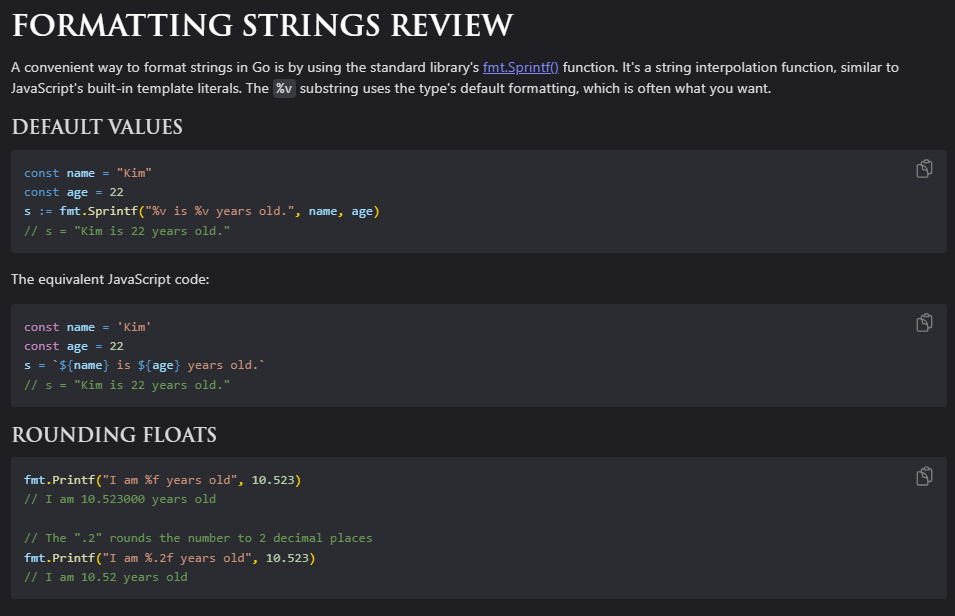 FORMATTING STRINGS REVIEW
A convenient way to format strings in Go is by using the standard library's fmt.Sprintf() function. It's a string interpolation function, similar to
JavaScript's built-in template literals. The %v substring uses the type's default formatting, which is often what you want.
DEFAULT VALUES
const name = "Kim"
const age = 22
s := fmt.Sprintf("%v is %v years old.", name, age)
// s = "Kim is 22 years old."
The equivalent JavaScript code:
const name = 'Kim'
const age = 22
s = `${name} is ${age} years old.`
// s = "Kim is 22 years old."
ROUNDING FLOATS
fmt.Printf("I am %f years old", 10.523)
// I am 10.523000 years old
// The ".2" rounds the number to 2 decimal places
fmt.Printf("I am %.2f years old", 10.523)
// I am 10.52 years old